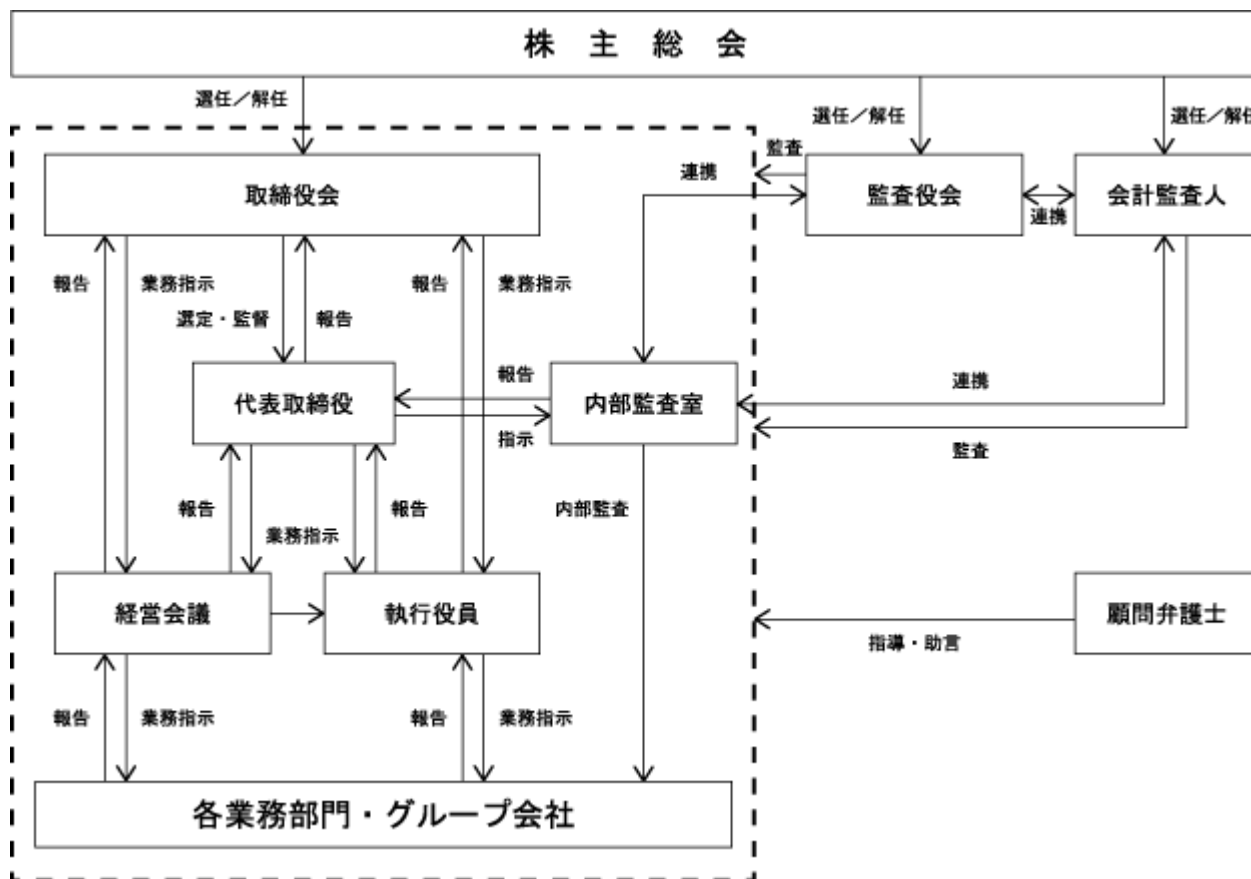 株 主 総 会
選任／解任
選任／解任
選任／解任
監査
連携
取締役会
監査役会
会計監査人
連携
報告
業務指示
報告
業務指示
選定・監督
報告
代表取締役
報告
内部監査室
連携
指示
監査
報告
報告
内部監査
業務指示
経営会議
執行役員
顧問弁護士
指導・助言
報告
業務指示
報告
業務指示
各業務部門・グループ会社